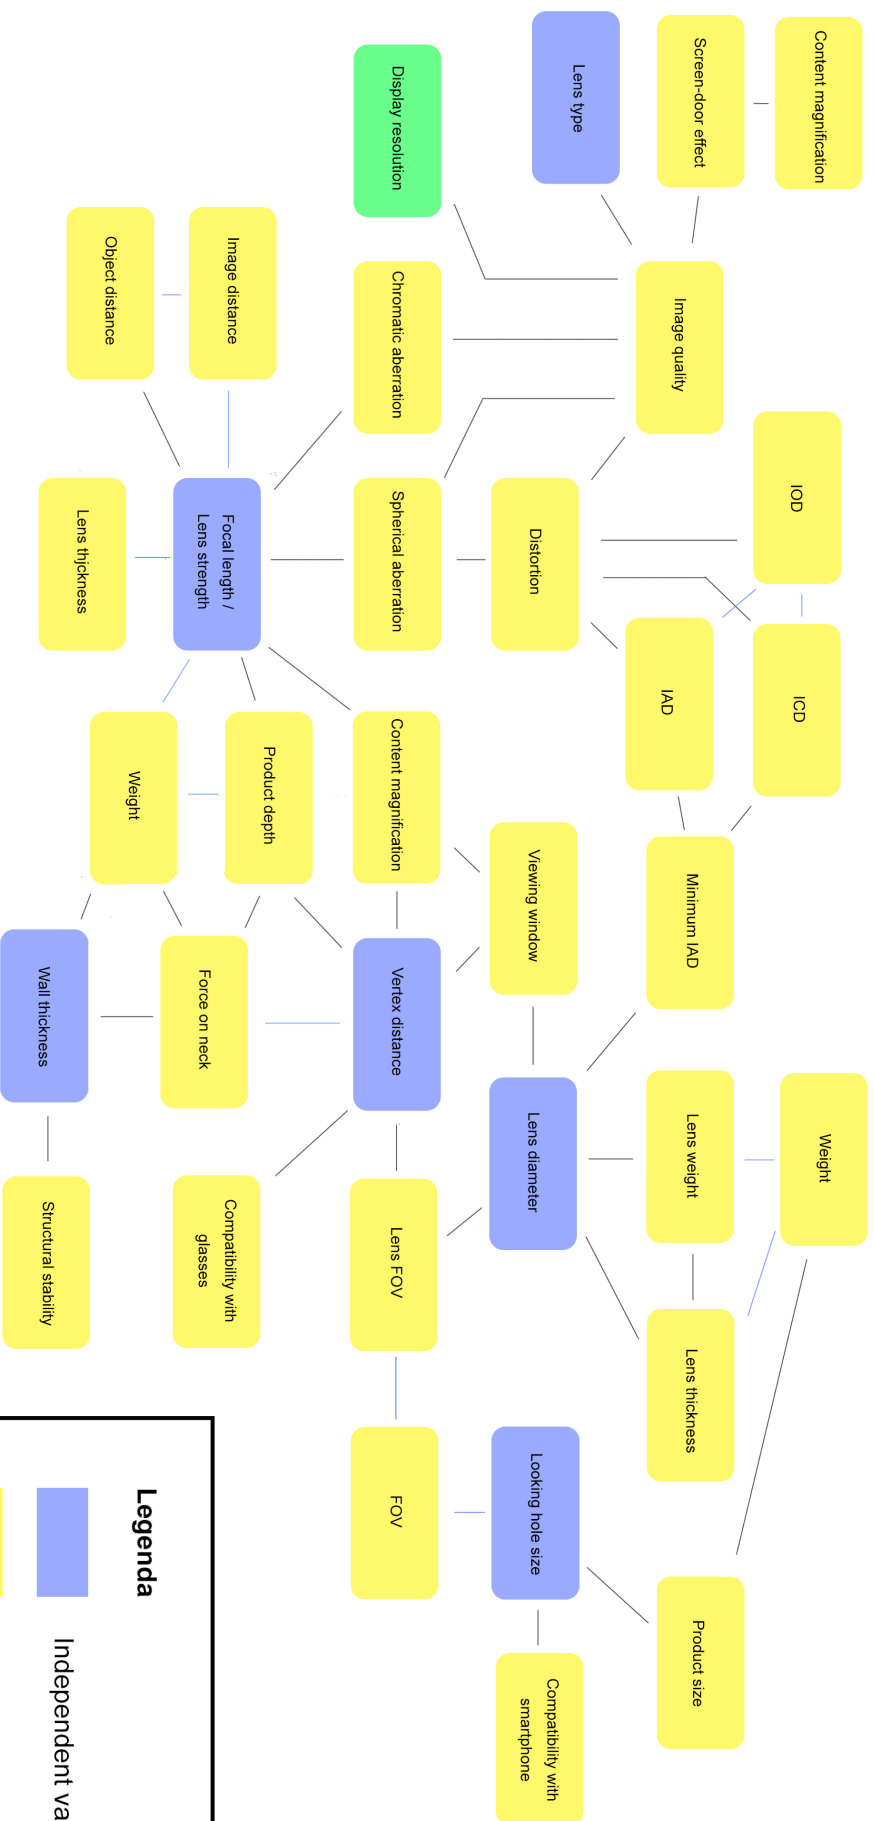 Content magnification
Screen-door effect
Lens type
Display resolution
Image quality
Chromatic aberration
Image distance
Object distance
IOD
ICD
IAD
Distortion
Spherical aberration
Focal length /
Lens strength
Lens thjckness
Minimum IAD
Viewing window
Content magnification
Product depth
Weight
Weight
Lens weight
Lens diameter
Vertex distance
Force on neck
Wall thickness
Lens thickness
Lens FOV
Compatibility with
glasses
Structural stability
Product size
Looking hole size
FOV
Compatibility with
smartphone
Legenda
Independent va